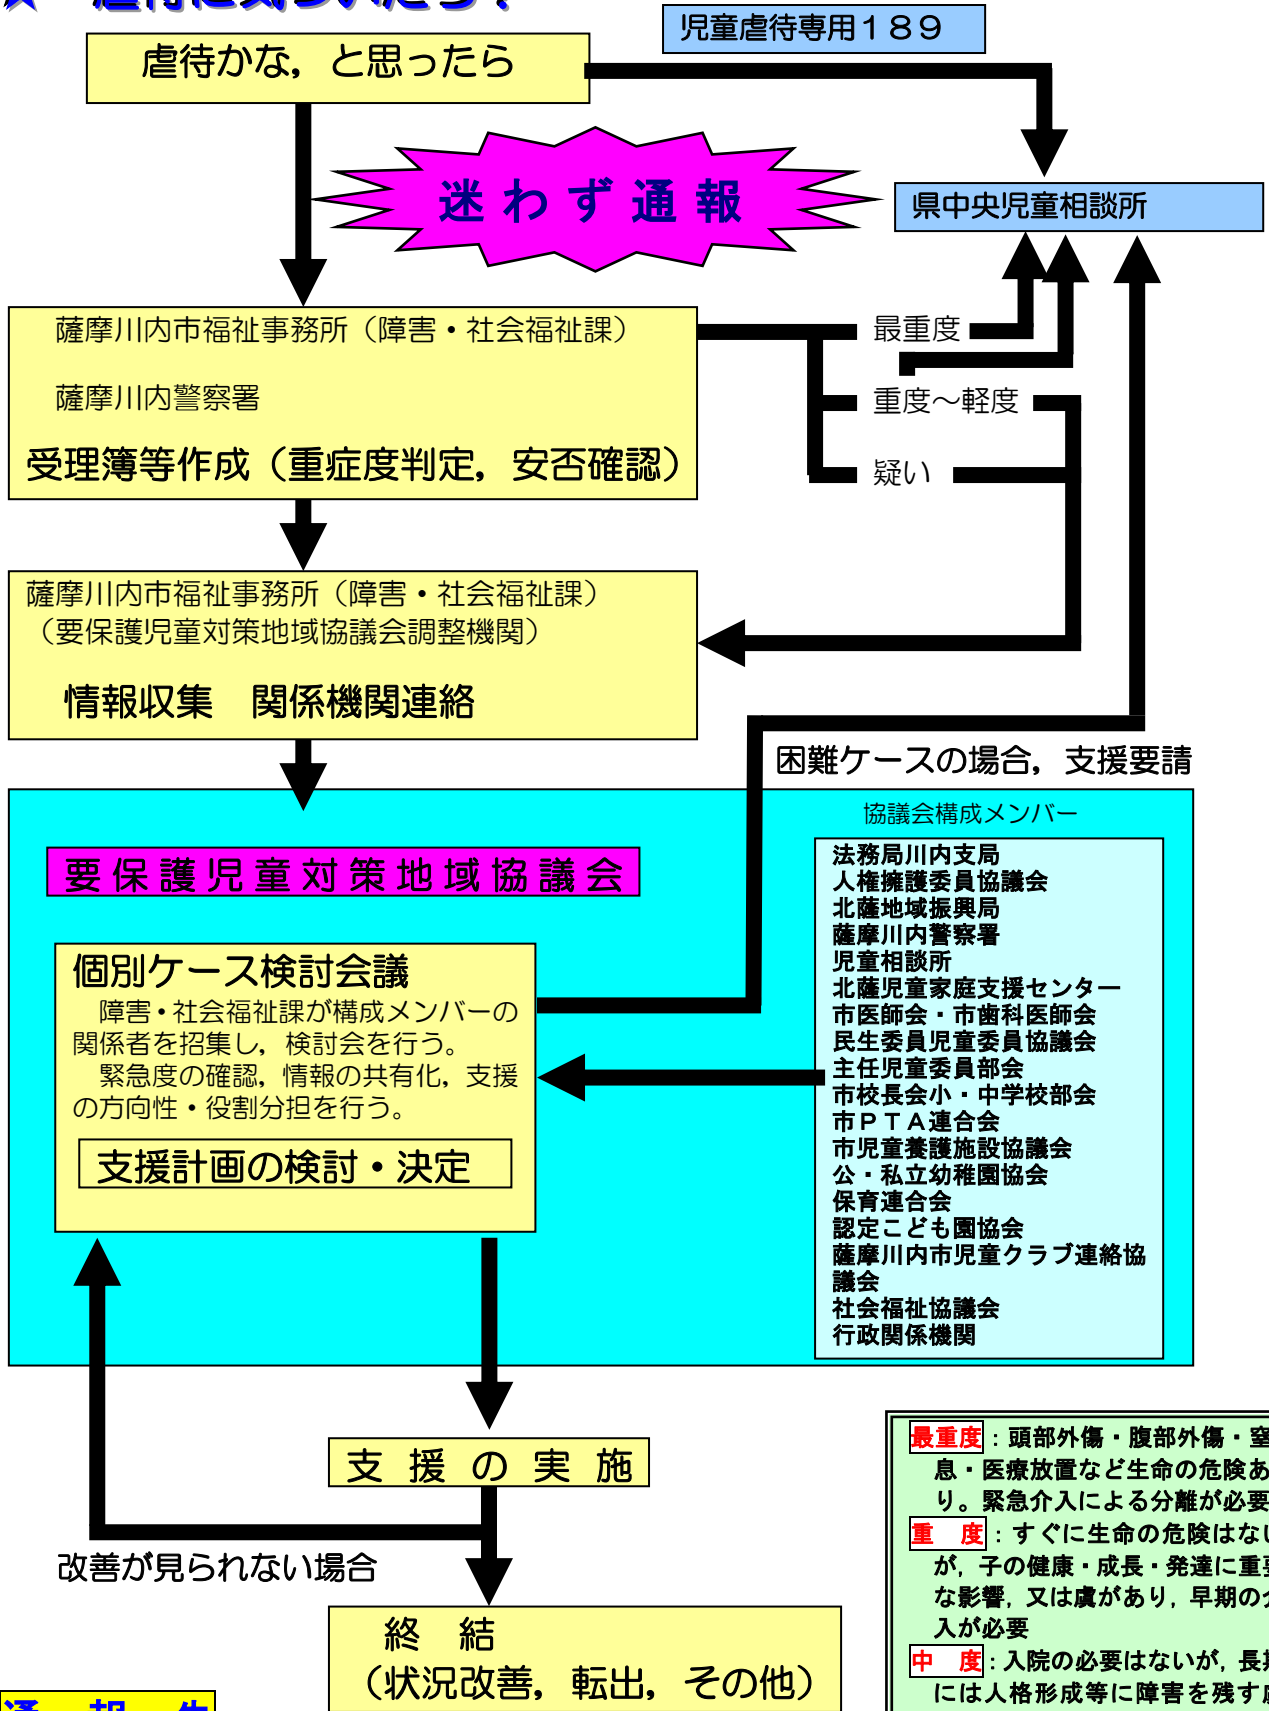 ★ 虐待に気づいたら！
児童虐待専用１８９
虐待かな，と思ったら
迷わず通報
県中央児童相談所
薩摩川内市福祉事務所（障害・社会福祉課）
薩摩川内警察署
受理簿等作成（重症度判定，安否確認）
最重度
重度～軽度
疑い
薩摩川内市福祉事務所（障害・社会福祉課）
（要保護児童対策地域協議会調整機関）
情報収集　関係機関連絡
困難ケースの場合，支援要請
要保護児童対策地域協議会
個別ケース検討会議
障害・社会福祉課が構成メンバーの
関係者を招集し，検討会を行う。
緊急度の確認，情報の共有化，支援
の方向性・役割分担を行う。
支援計画の検討・決定
協議会構成メンバー
法務局川内支局
人権擁護委員協議会
北薩地域振興局
薩摩川内警察署
児童相談所
北薩児童家庭支援センター
市医師会・市歯科医師会
民生委員児童委員協議会
主任児童委員部会
市校長会小・中学校部会
市ＰＴＡ連合会
市児童養護施設協議会
公・私立幼稚園協会
保育連合会
認定こども園協会
薩摩川内市児童クラブ連絡協
議会
社会福祉協議会
行政関係機関
支援の実施
改善が見られない場合
終　結
（状況改善，転出，その他）
最重度：頭部外傷・腹部外傷・窒
息・医療放置など生命の危険あ
り。緊急介入による分離が必要
重　度：すぐに生命の危険はない
が，子の健康・成長・発達に重要
な影響，又は虞があり，早期の介
入が必要
中　度：入院の必要はないが，長期
には人格形成等に障害を残す虞
通　報　先